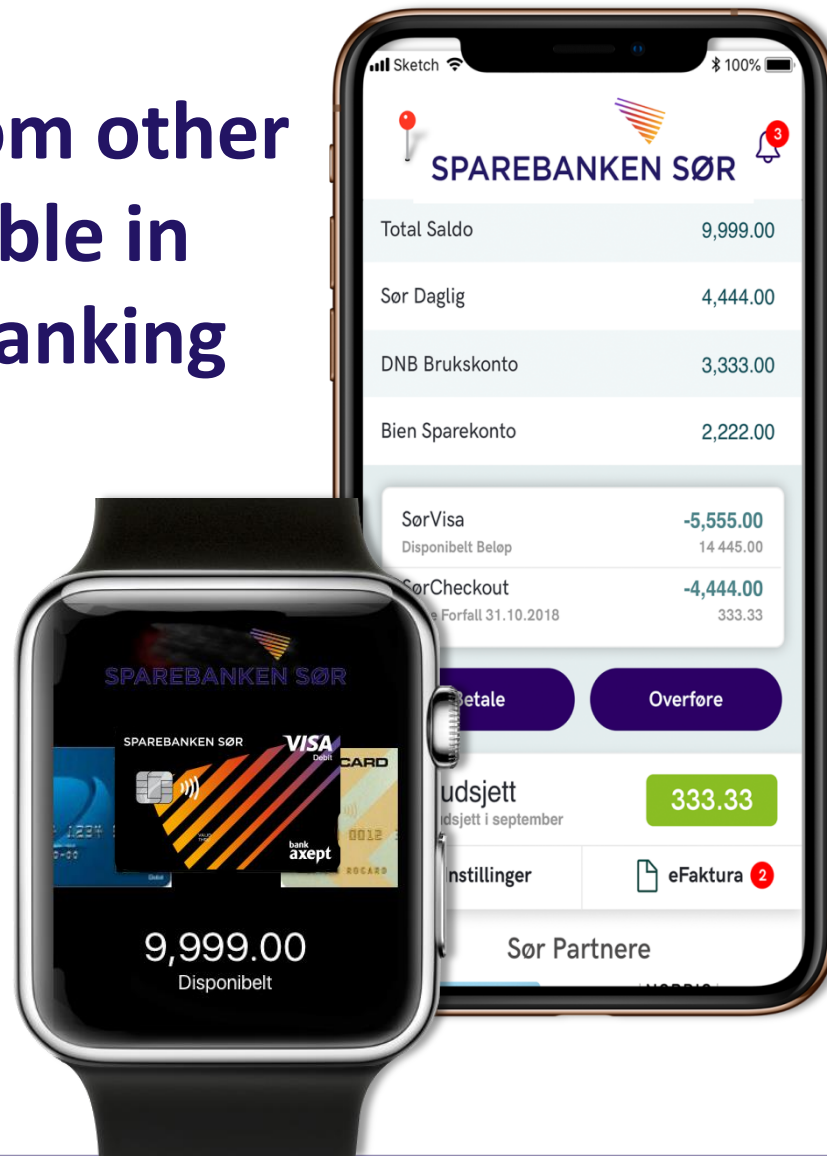 om other
ble in
anking
Sketch
100%
3
SPAREBANKEN SØR
Total Saldo 9,999.00
Sør Daglig 4,444.00
DNB Brukskonto 3,333.00
Bien Sparekonto 2,222.00
SørVisa -5,555.00
Disponibelt Beløp 14 445.00
SørCheckout -4,444.00
e Forfall 31.10.2018 333.33
Betale Overføre
udsjett 333.33
udsjett i september
nstillinger eFaktura 2
Sør Partnere
SPAREBANKEN SØR
SPAREBANKEN SØR VISA
Debit
CARD
0012
bank
axept
ROCARD
9,999.00
Disponibelt